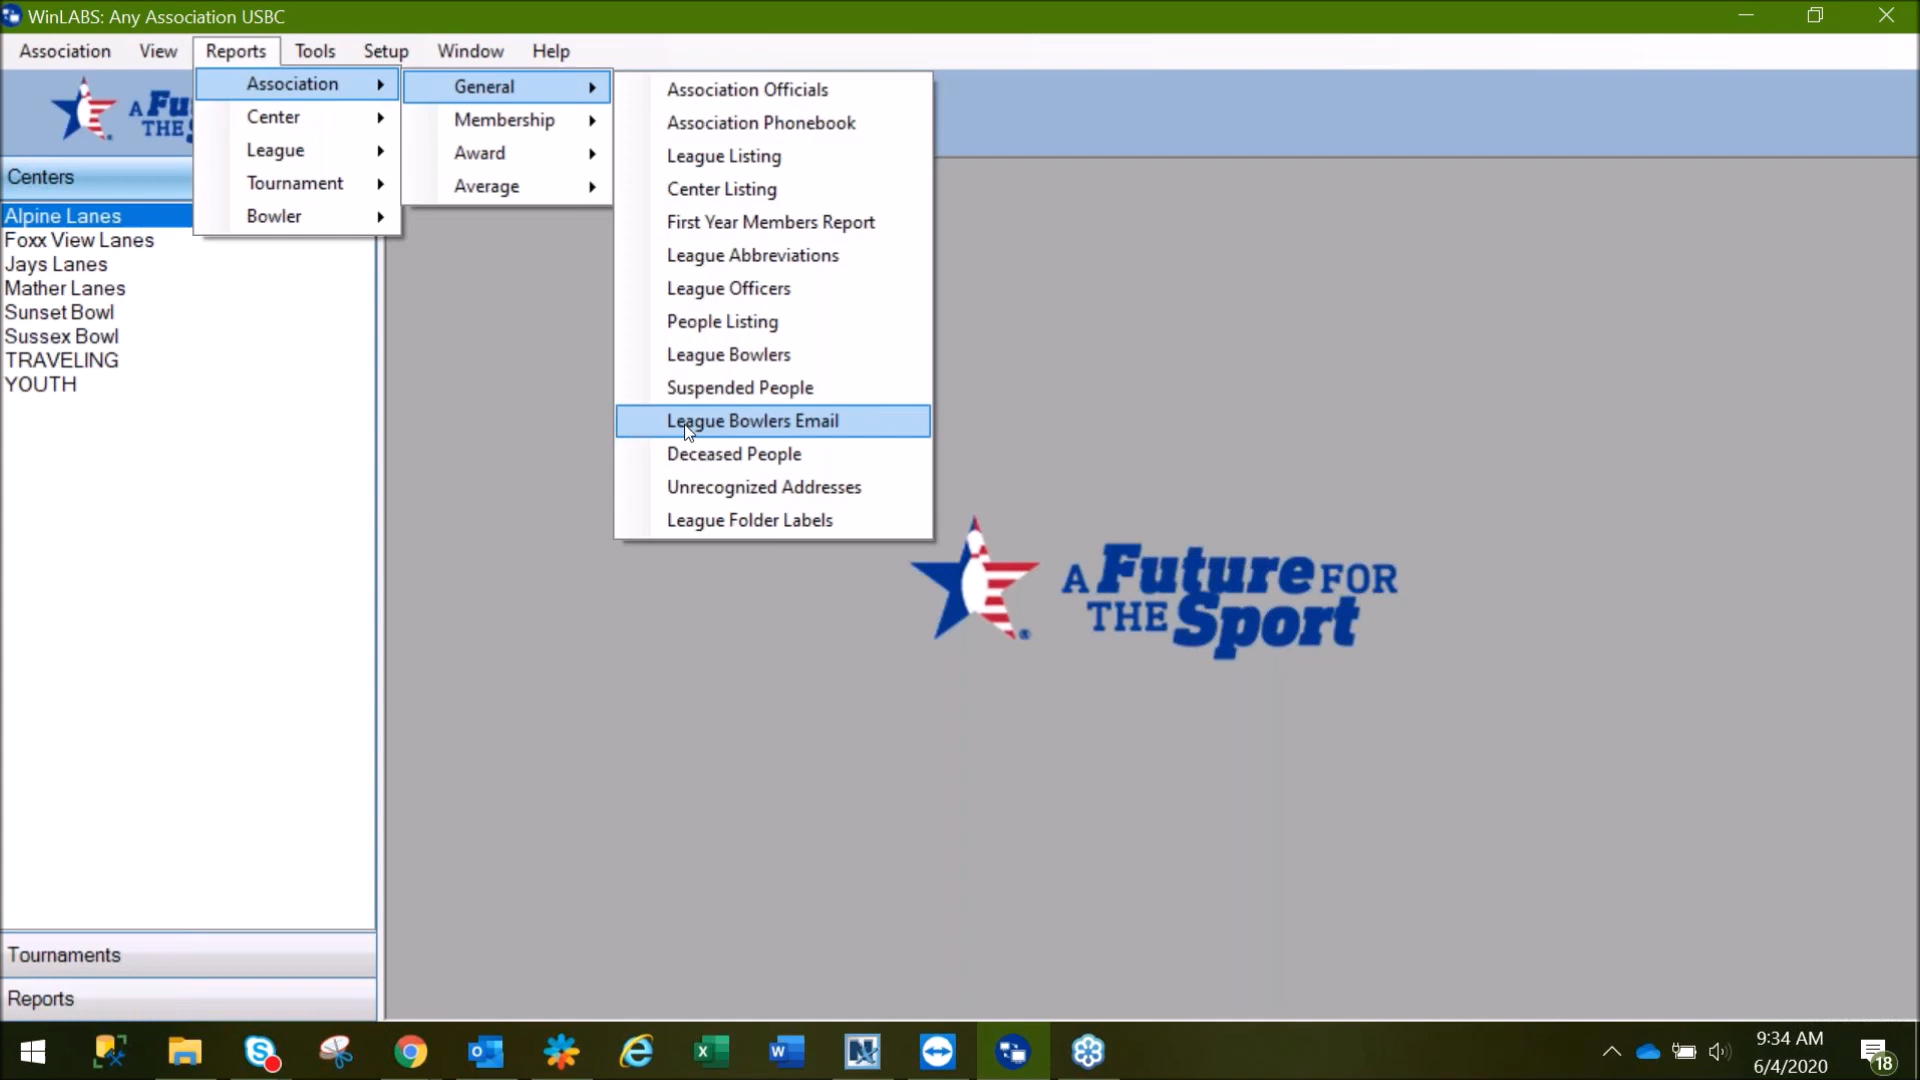 WinLABS: Any Association USBC
Association View Reports Tools Setup Window Help
A Fu
THE
Association
Center
League
Tournament
Bowler
General
Membership
Award
Average
Association Officials
Association Phonebook
League Listing
Center Listing
First Year Members Report
League Abbreviations
League Officers
People Listing
League Bowlers
Suspended People
League Bowlers Email
Deceased People
Unrecognized Addresses
League Folder Labels
Centers
Alpine Lanes
Foxx View Lanes
Jays Lanes
Mather Lanes
Sunset Bowl
Sussex Bowl
TRAVELING
YOUTH
A Future FOR
THE Sport
®
Tournaments
Reports
9:34 AM
6/4/2020
18